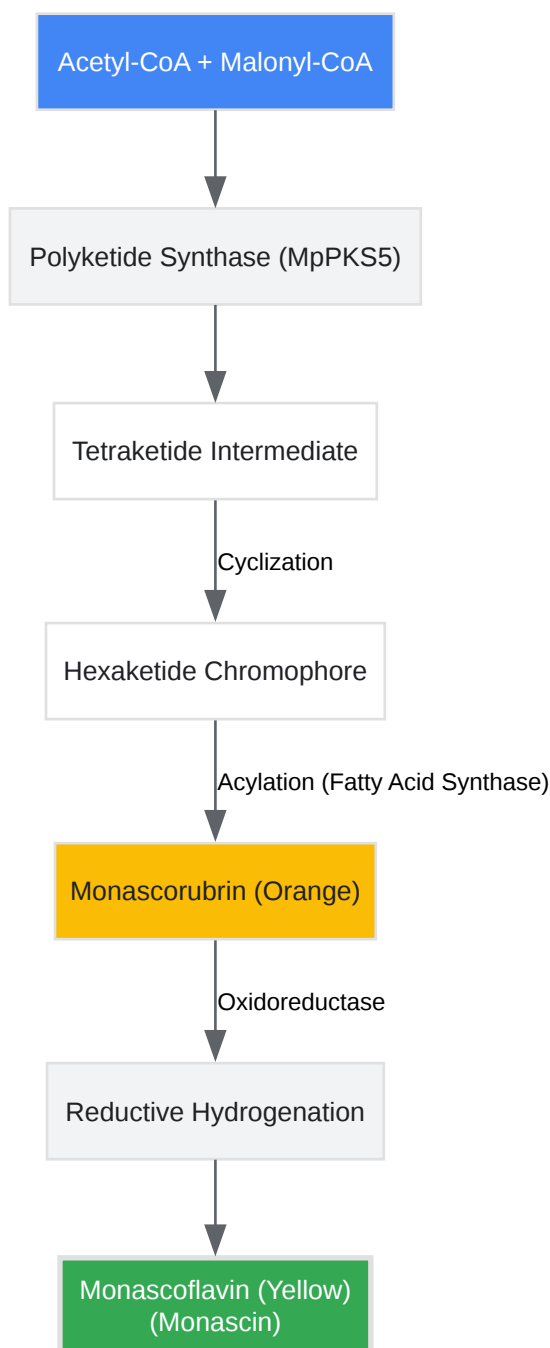 Acetyl-CoA + Malonyl-CoA
Polyketide Synthase (MpPKS5)
Tetraketide Intermediate
Cyclization
Hexaketide Chromophore
Acylation (Fatty Acid Synthase)
Monascorubrin (Orange)
Oxidoreductase
Reductive Hydrogenation
Monascoflavin (Yellow)
(Monascin)